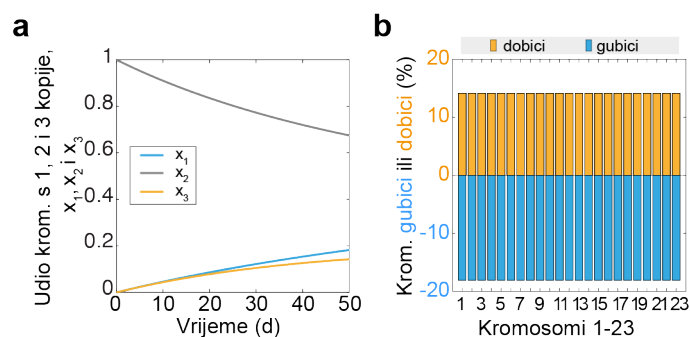 a
Udio krom. s 1, 2 i 3 kopije,
x1, x2 i x3
1
0.8
0.6
0.4
0.2
0
x1
x2
x3
0 10 20 30 40 50
Vrijeme (d)
b
dobici gubici
Krom. gubici ili dobici (%)
20
10
0
-10
-20
1 3 5 7 9 11 13 15 17 19 21 23
Kromosomi 1-23